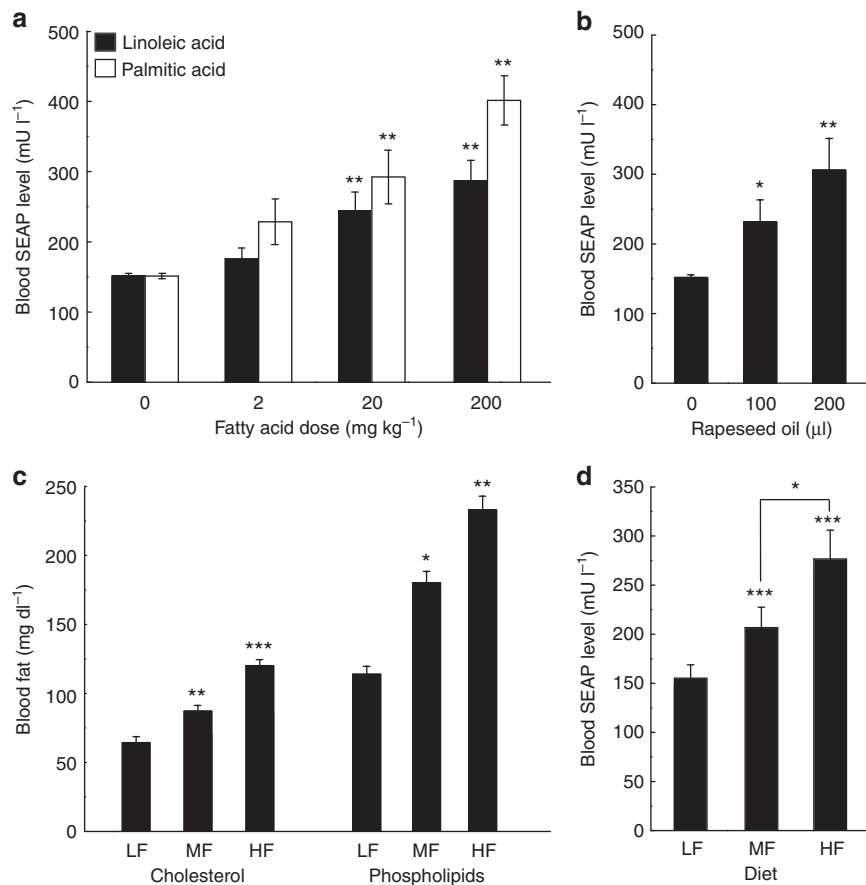 a
500
400
300
200
150
100
0
Blood SEAP level (mU l⁻¹)
Linoleic acid
Palmitic acid
** ** ** **
0 2 20 200
Fatty acid dose (mg kg⁻¹)
b
500
400
300
200
150
100
0
Blood SEAP level (mU l⁻¹)
* **
0 100 200
Rapeseed oil (μl)
c
250
200
150
100
50
0
Blood fat (mg dl⁻¹)
** *** * **
LF MF HF LF MF HF
Cholesterol Phospholipids
d
350
300
250
200
150
100
50
0
Blood SEAP level (mU l⁻¹)
*
*** ***
LF MF HF
Diet